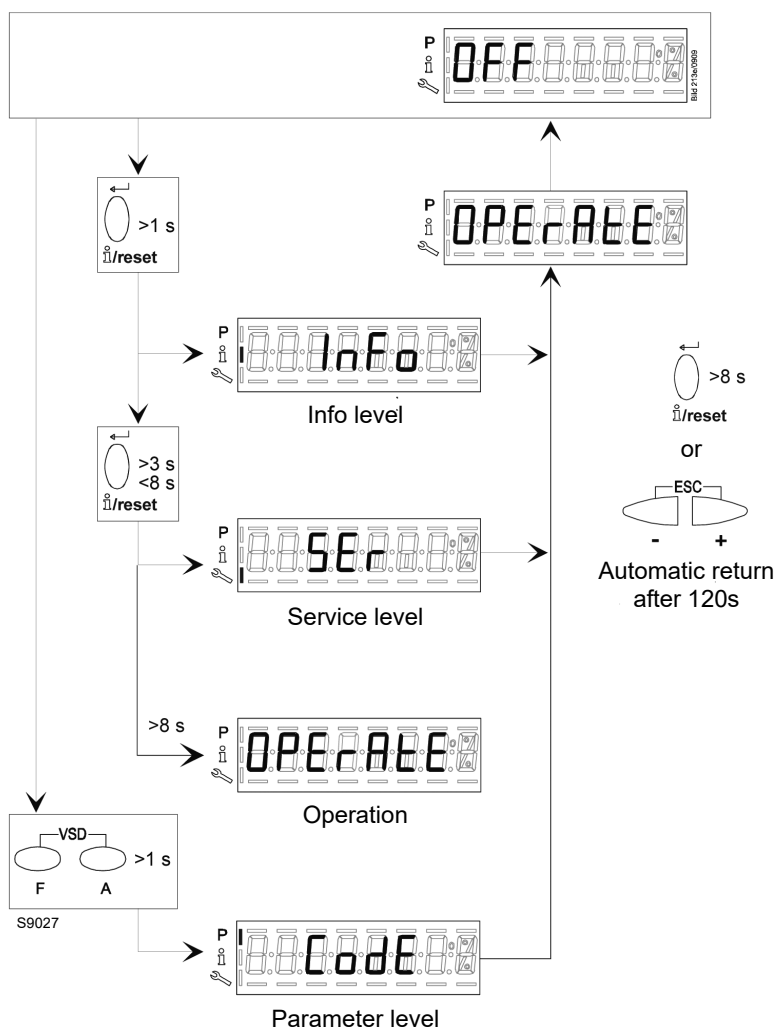 P
OFF
i
Bild 213e/0909
>1 s
i/reset
P
OPErAtE
i
P
InFo
i
Info level
>8 s
i/reset
or
ESC
- +
Automatic return
after 120s
>3 s
<8 s
i/reset
P
SEr
i
Service level
>8 s
P
OPErAtE
i
Operation
VSD
>1 s
F A
S9027
P
CodE
i
Parameter level